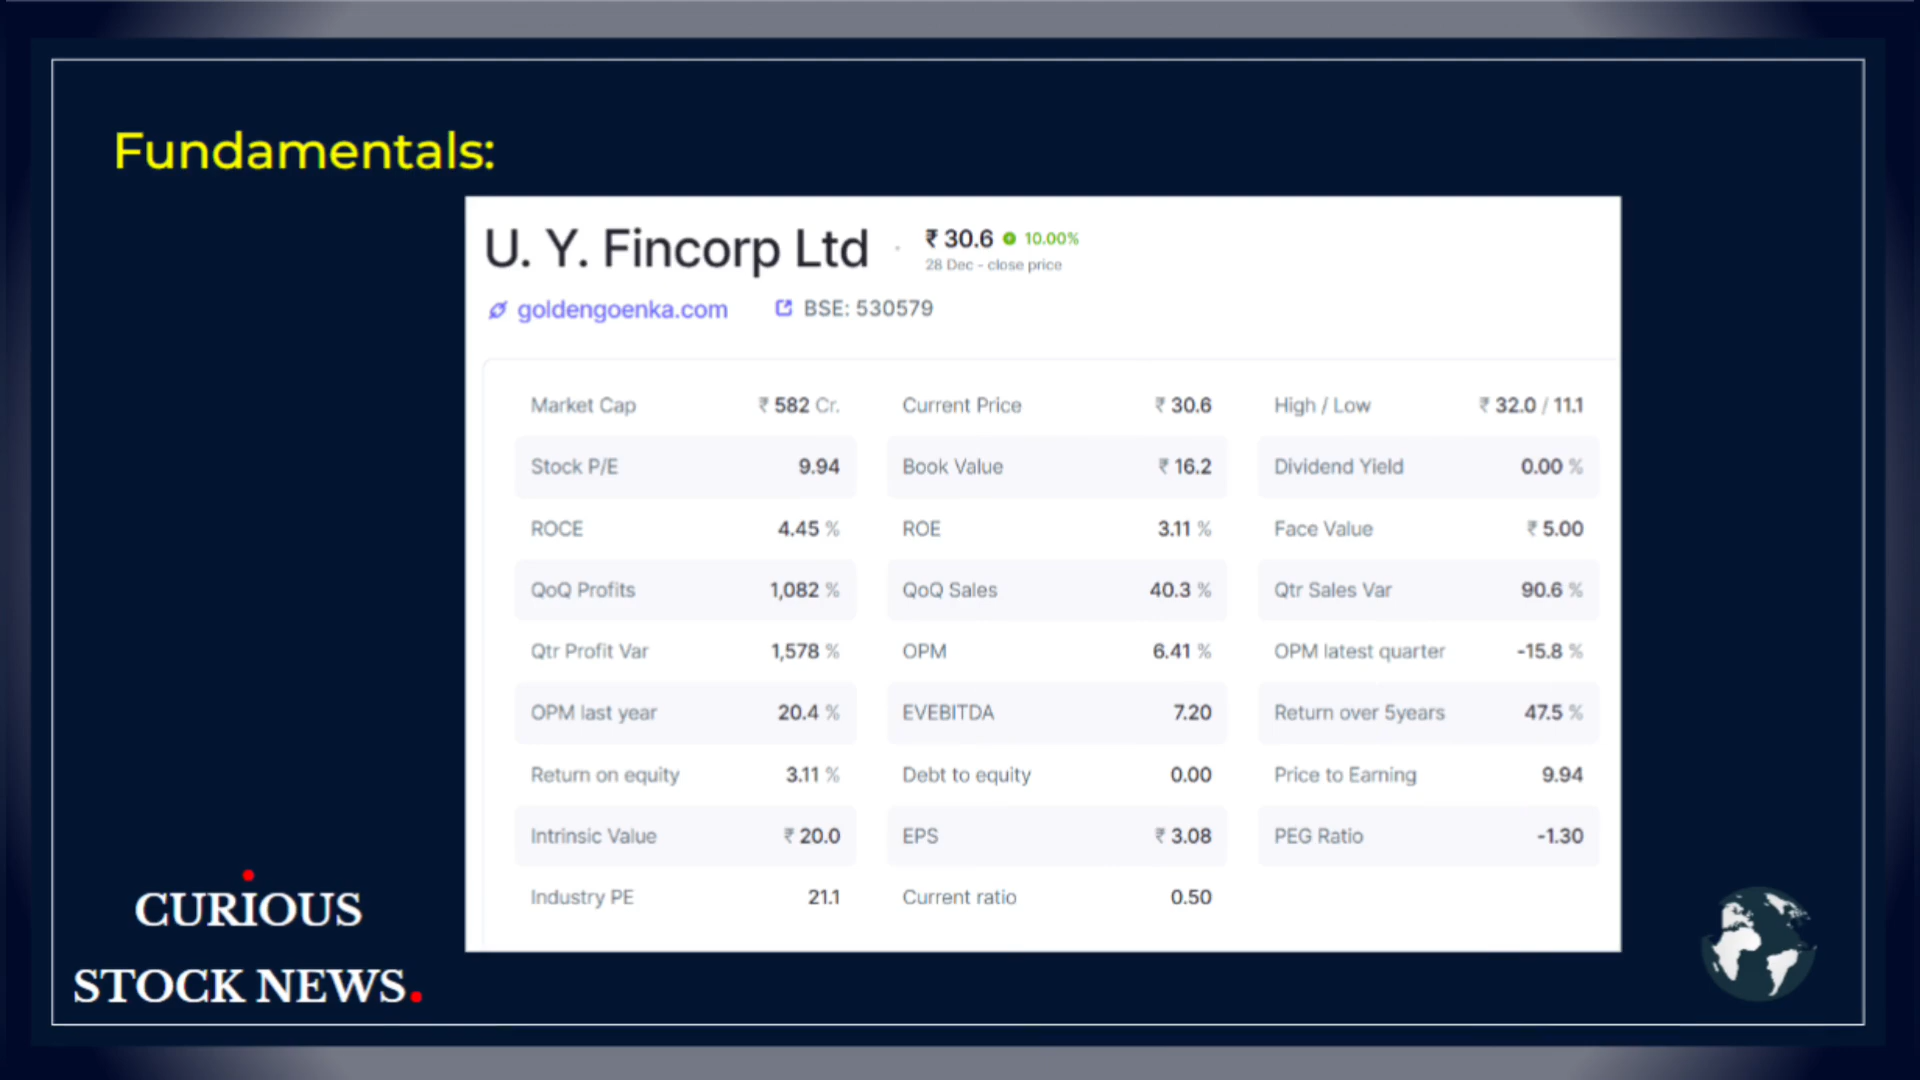 Fundamentals:
U. Y. Fincorp Ltd
₹ 30.6 10.00%
28 Dec - close price
goldengoenka.com BSE: 530579
Market Cap ₹ 582 Cr. Current Price ₹ 30.6 High / Low ₹ 32.0 / 11.1
Stock P/E 9.94 Book Value ₹ 16.2 Dividend Yield 0.00 %
ROCE 4.45 % ROE 3.11 % Face Value ₹ 5.00
QoQ Profits 1,082 % QoQ Sales 40.3 % Qtr Sales Var 90.6 %
Qtr Profit Var 1,578 % OPM 6.41 % OPM latest quarter -15.8 %
OPM last year 20.4 % EVEBITDA 7.20 Return over 5years 47.5 %
Return on equity 3.11 % Debt to equity 0.00 Price to Earning 9.94
Intrinsic Value ₹ 20.0 EPS ₹ 3.08 PEG Ratio -1.30
Industry PE 21.1 Current ratio 0.50
CURIOUS
STOCK NEWS.